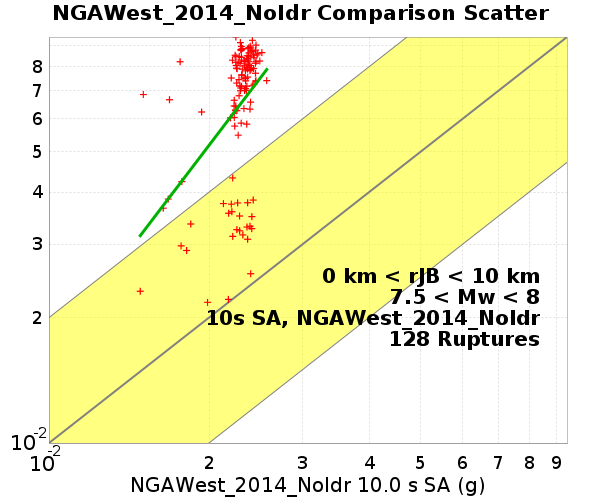 NGAWest_2014_NoIdr Comparison Scatter
8
7
6
5
4
3
2
10^-2
0 km < rJB < 10 km
7.5 < Mw < 8
10s SA, NGAWest_2014_NoIdr
128 Ruptures
10^-2 2 3 4 5 6 7 8 9
NGAWest_2014_NoIdr 10.0 s SA (g)